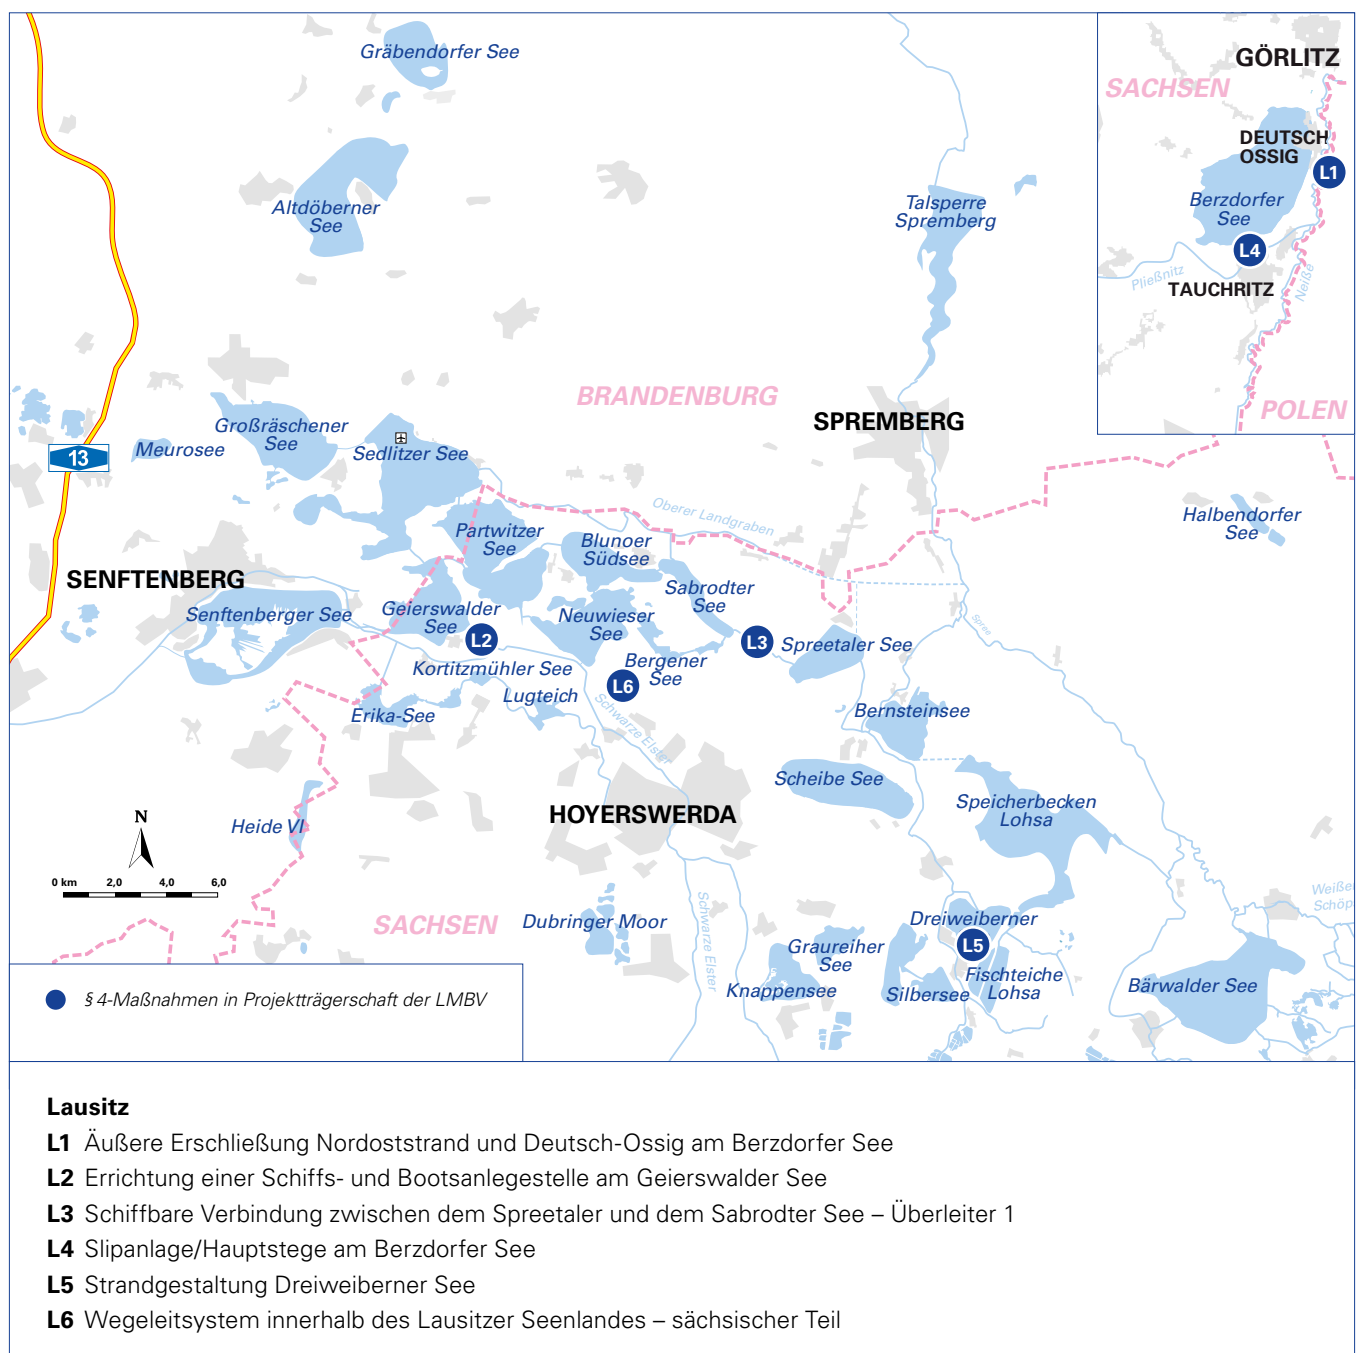 Gräbendorfer See
Altdöberner
See
Talsperre
Spremberg
GÖRLITZ
SACHSEN
DEUTSCH
OSSIG
L1
Berzdorfer
See
L4
Pließnitz
TAUCHRITZ
Neiße
POLEN
BRANDENBURG
SPREMBERG
13
Meurosee
Großräschener
See
Sedlitzer See
Partwitzer
See
Oberer Landgraben
Blunoer
Südsee
Halbendorfer
See
SENFTENBERG
Senftenberger See
Geierswalder
See
L2
Neuwieser
See
Sabrodter
See
L3
Spreetaler See
Spree
Kortitzmühler See
Bergener
See
L6
Lugteich
Erika-See
Schwarze Elster
Bernsteinsee
Scheibe See
Speicherbecken
Lohsa
HOYERSWERDA
Heide VI
N
0 km 2,0 4,0 6,0
SACHSEN
Dubringer Moor
Schwarze Elster
Graureiher
See
Knappensee
Dreiweiberner
L5
Silbersee
Fischteiche
Lohsa
Bärwalder See
Weiße
Schöp
§ 4-Maßnahmen in Projektträgerschaft der LMBV
Lausitz
L1 Äußere Erschließung Nordoststrand und Deutsch-Ossig am Berzdorfer See
L2 Errichtung einer Schiffs- und Bootsanlegestelle am Geierswalder See
L3 Schiffbare Verbindung zwischen dem Spreetaler und dem Sabrodter See – Überleiter 1
L4 Slipanlage/Hauptstege am Berzdorfer See
L5 Strandgestaltung Dreiweiberner See
L6 Wegeleitsystem innerhalb des Lausitzer Seenlandes – sächsischer Teil